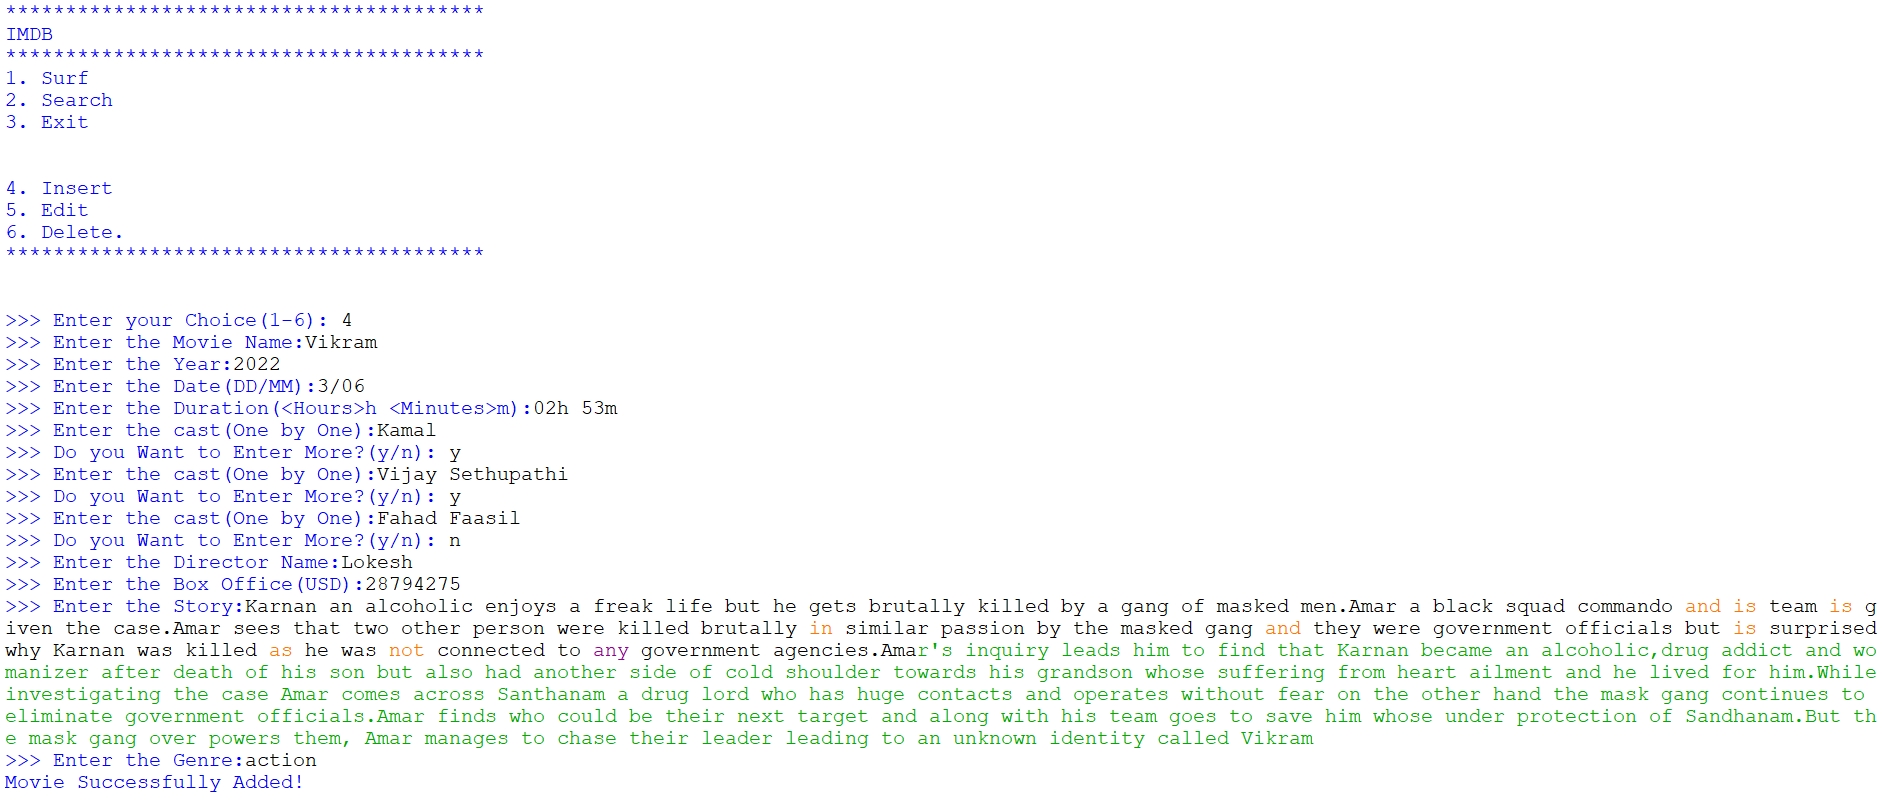 ****************************************
IMDB
****************************************
1. Surf
2. Search
3. Exit
4. Insert
5. Edit
6. Delete.
****************************************
>>> Enter your Choice(1-6): 4
>>> Enter the Movie Name:Vikram
>>> Enter the Year:2022
>>> Enter the Date(DD/MM):3/06
>>> Enter the Duration(<Hours>h <Minutes>m):02h 53m
>>> Enter the cast(One by One):Kamal
>>> Do you Want to Enter More?(y/n): y
>>> Enter the cast(One by One):Vijay Sethupathi
>>> Do you Want to Enter More?(y/n): y
>>> Enter the cast(One by One):Fahad Faasil
>>> Do you Want to Enter More?(y/n): n
>>> Enter the Director Name:Lokesh
>>> Enter the Box Office(USD):28794275
>>> Enter the Story:Karnan an alcoholic enjoys a freak life but he gets brutally killed by a gang of masked men.Amar a black squad commando and is team is g
iven the case.Amar sees that two other person were killed brutally in similar passion by the masked gang and they were government officials but is surprised
why Karnan was killed as he was not connected to any government agencies.Amar's inquiry leads him to find that Karnan became an alcoholic,drug addict and wo
manizer after death of his son but also had another side of cold shoulder towards his grandson whose suffering from heart ailment and he lived for him.While
investigating the case Amar comes across Santhanam a drug lord who has huge contacts and operates without fear on the other hand the mask gang continues to
eliminate government officials.Amar finds who could be their next target and along with his team goes to save him whose under protection of Sandhanam.But th
e mask gang over powers them, Amar manages to chase their leader leading to an unknown identity called Vikram
>>> Enter the Genre:action
Movie Successfully Added!